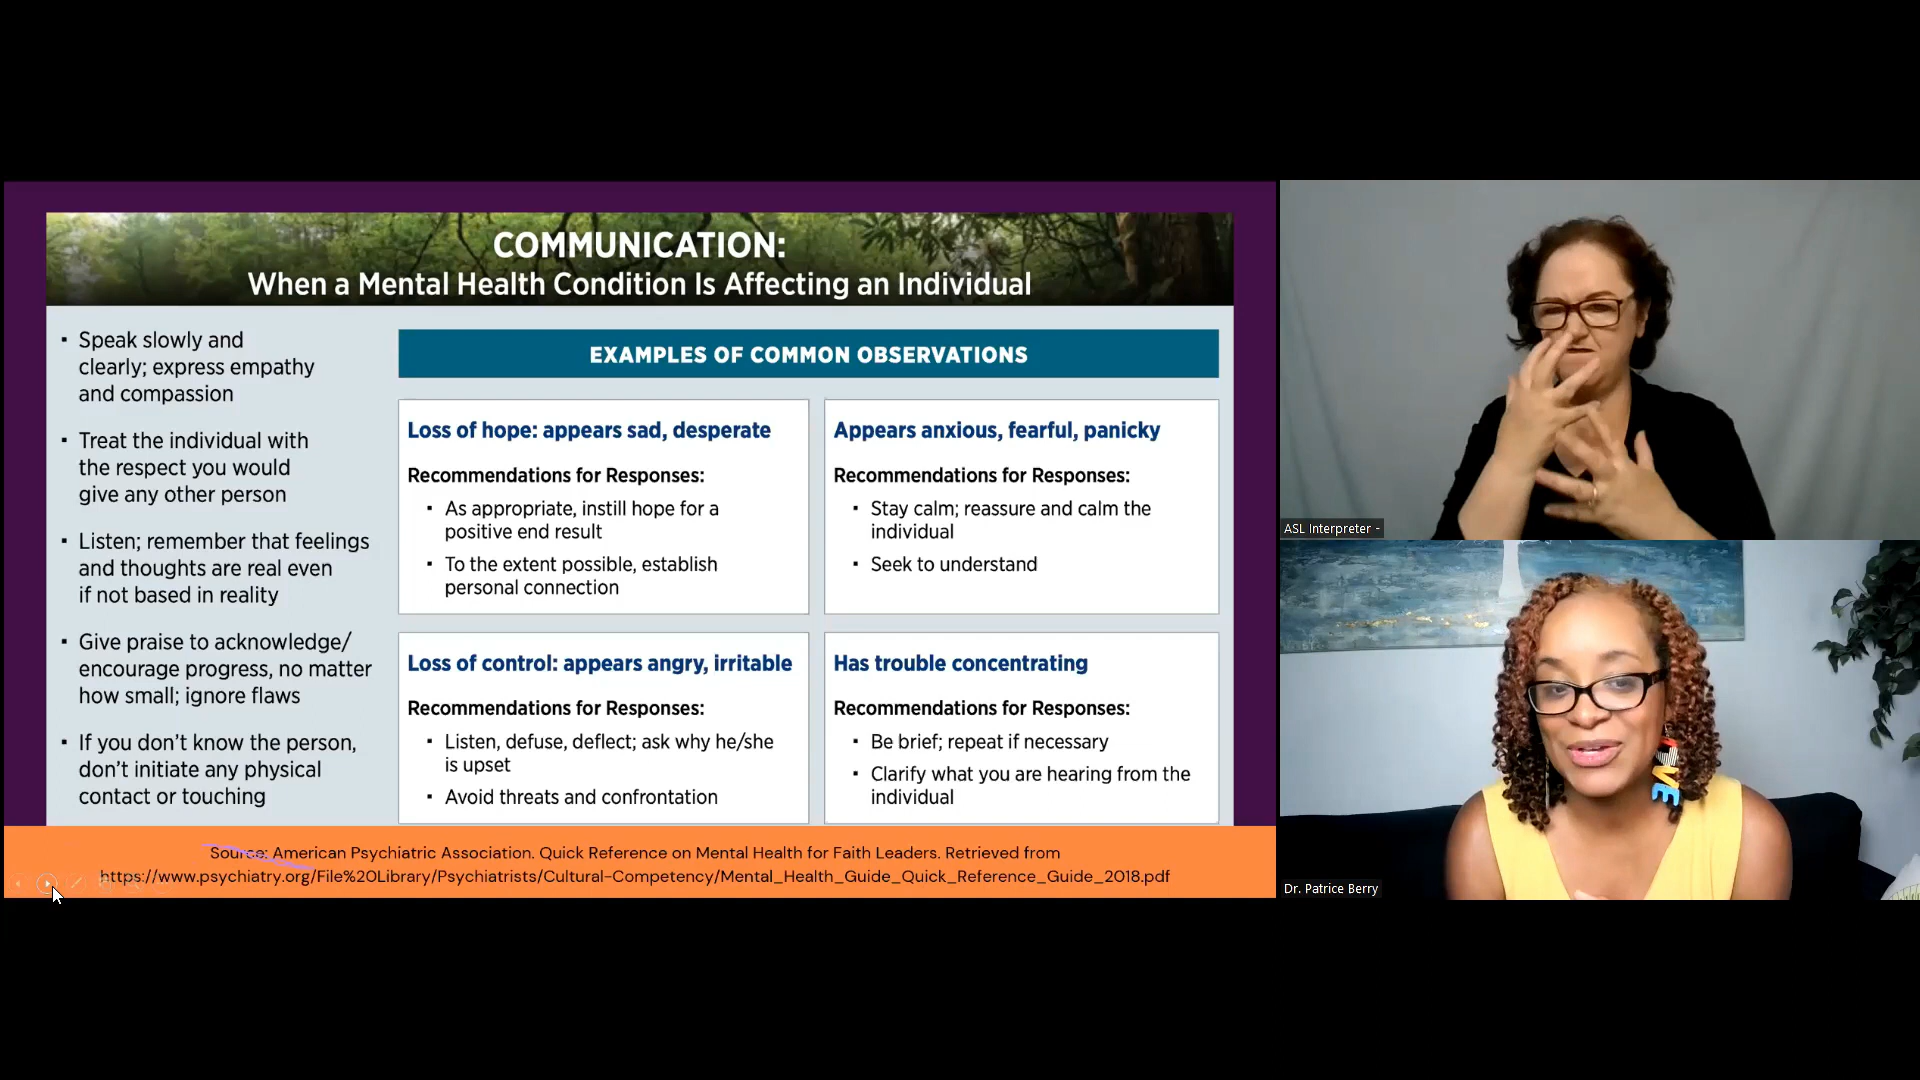 COMMUNICATION:
When a Mental Health Condition Is Affecting an Individual
▪ Speak slowly and
clearly; express empathy
and compassion
▪ Treat the individual with
the respect you would
give any other person
▪ Listen; remember that feelings
and thoughts are real even
if not based in reality
▪ Give praise to acknowledge/
encourage progress, no matter
how small; ignore flaws
▪ If you don’t know the person,
don’t initiate any physical
contact or touching
EXAMPLES OF COMMON OBSERVATIONS
Loss of hope: appears sad, desperate
Recommendations for Responses:
▪ As appropriate, instill hope for a
positive end result
▪ To the extent possible, establish
personal connection
Appears anxious, fearful, panicky
Recommendations for Responses:
▪ Stay calm; reassure and calm the
individual
▪ Seek to understand
Loss of control: appears angry, irritable
Recommendations for Responses:
▪ Listen, defuse, deflect; ask why he/she
is upset
▪ Avoid threats and confrontation
Has trouble concentrating
Recommendations for Responses:
▪ Be brief; repeat if necessary
▪ Clarify what you are hearing from the
individual
Source: American Psychiatric Association. Quick Reference on Mental Health for Faith Leaders. Retrieved from
https://www.psychiatry.org/File%20Library/Psychiatrists/Cultural-Competency/Mental_Health_Guide_Quick_Reference_Guide_2018.pdf
ASL Interpreter -
Dr. Patrice Berry